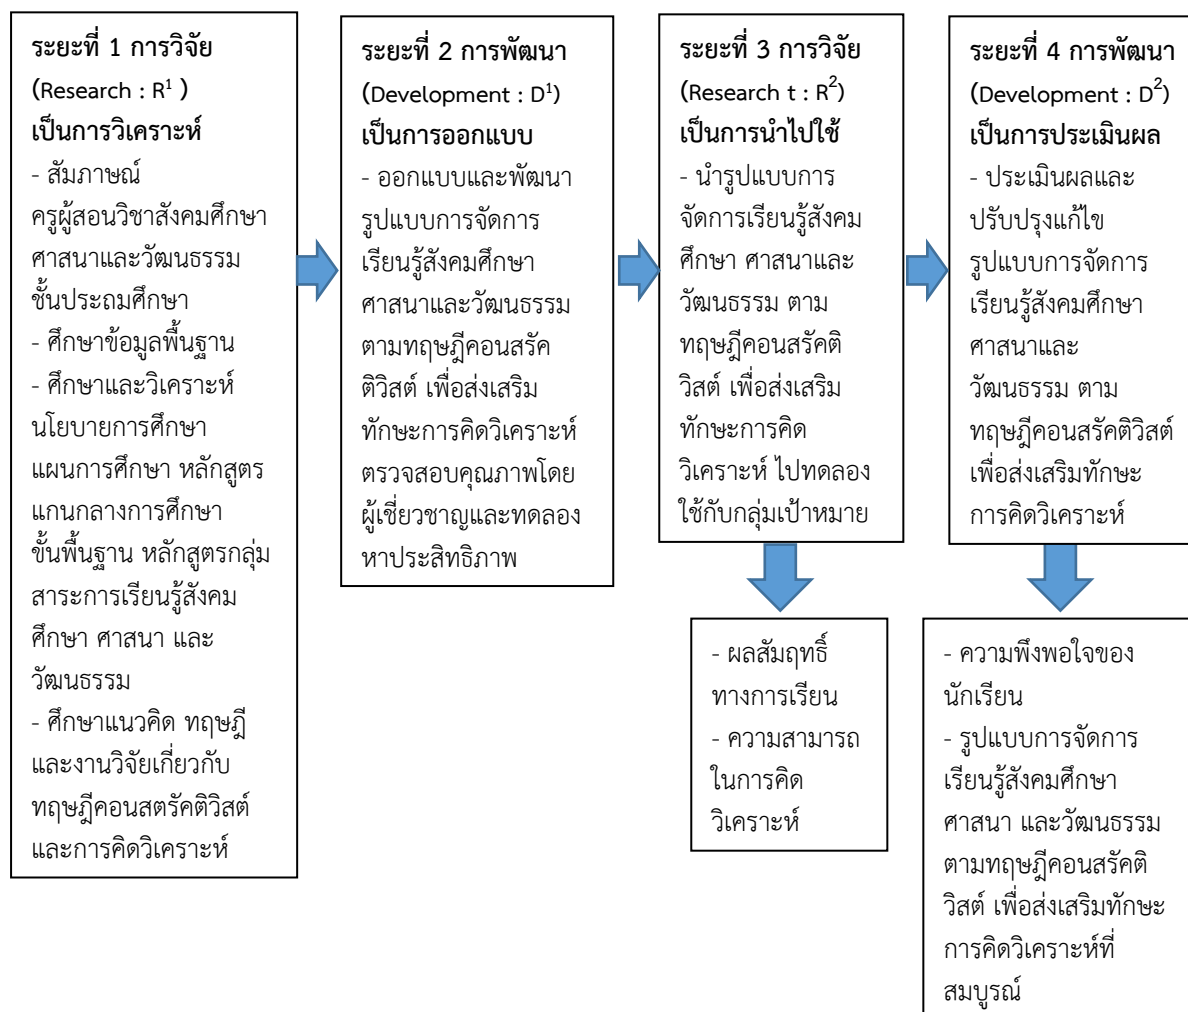 ระยะที่ 1 การวิจัย
(Research : R¹ )
เป็นการวิเคราะห์
- สัมภาษณ์
ครูผู้สอนวิชาสังคมศึกษา
ศาสนาและวัฒนธรรม
ชั้นประถมศึกษา
- ศึกษาข้อมูลพื้นฐาน
- ศึกษาและวิเคราะห์
นโยบายการศึกษา
แผนการศึกษา หลักสูตร
แกนกลางการศึกษา
ขั้นพื้นฐาน หลักสูตรกลุ่ม
สาระการเรียนรู้สังคม
ศึกษา ศาสนา และ
วัฒนธรรม
- ศึกษาแนวคิด ทฤษฎี
และงานวิจัยเกี่ยวกับ
ทฤษฎีคอนสตรัคติวิสต์
และการคิดวิเคราะห์
ระยะที่ 2 การพัฒนา
(Development : D¹)
เป็นการออกแบบ
- ออกแบบและพัฒนา
รูปแบบการจัดการ
เรียนรู้สังคมศึกษา
ศาสนาและวัฒนธรรม
ตามทฤษฎีคอนสรัค
ติวิสต์ เพื่อส่งเสริม
ทักษะการคิดวิเคราะห์
ตรวจสอบคุณภาพโดย
ผู้เชี่ยวชาญและทดลอง
หาประสิทธิภาพ
ระยะที่ 3 การวิจัย
(Research t : R²)
เป็นการนำไปใช้
- นำรูปแบบการ
จัดการเรียนรู้สังคม
ศึกษา ศาสนาและ
วัฒนธรรม ตาม
ทฤษฎีคอนสรัคติ
วิสต์ เพื่อส่งเสริม
ทักษะการคิด
วิเคราะห์ ไปทดลอง
ใช้กับกลุ่มเป้าหมาย
- ผลสัมฤทธิ์
ทางการเรียน
- ความสามารถ
ในการคิด
วิเคราะห์
ระยะที่ 4 การพัฒนา
(Development : D²)
เป็นการประเมินผล
- ประเมินผลและ
ปรับปรุงแก้ไข
รูปแบบการจัดการ
เรียนรู้สังคมศึกษา
ศาสนาและ
วัฒนธรรม ตาม
ทฤษฎีคอนสรัคติวิสต์
เพื่อส่งเสริมทักษะ
การคิดวิเคราะห์
- ความพึงพอใจของ
นักเรียน
- รูปแบบการจัดการ
เรียนรู้สังคมศึกษา
ศาสนา และวัฒนธรรม
ตามทฤษฎีคอนสรัคติ
วิสต์ เพื่อส่งเสริมทักษะ
การคิดวิเคราะห์ที่
สมบูรณ์